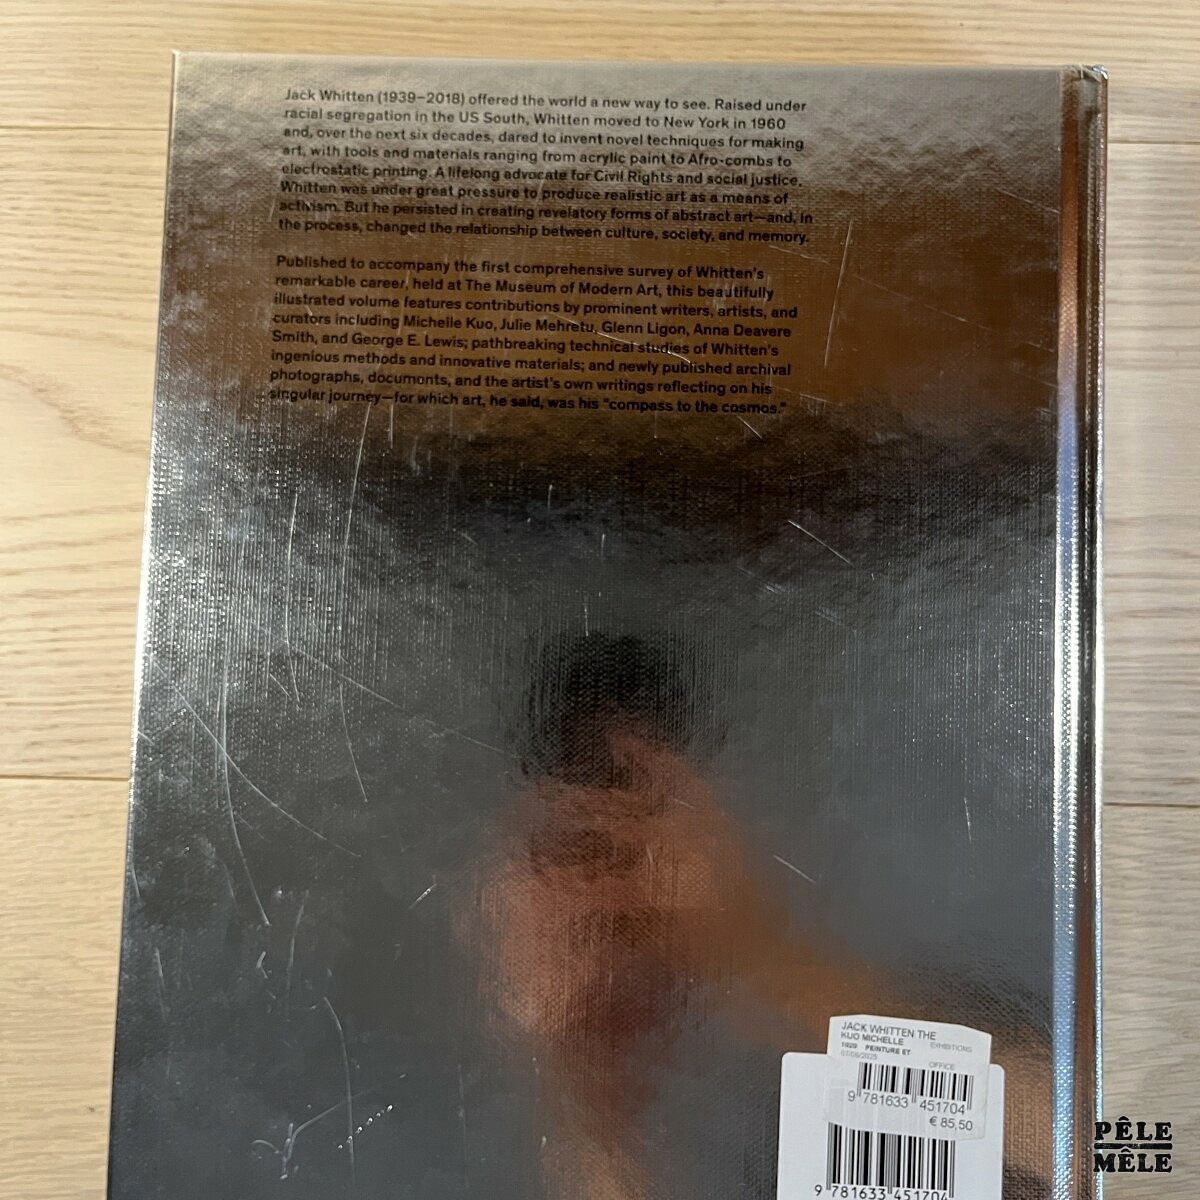 Jack Whitten (1939–2018) offered the world a new way to see. Raised under
racial segregation in the US South, Whitten moved to New York in 1960
and, over the next six decades, dared to invent novel techniques for making
art, with tools and materials ranging from acrylic paint to Afro-combs to
electrostatic printing. A lifelong advocate for Civil Rights and social justice,
Whitten was under great pressure to produce realistic art as a means of
activism. But he persisted in creating revelatory forms of abstract art—and, in
the process, changed the relationship between culture, society, and memory.
Published to accompany the first comprehensive survey of Whitten's
remarkable career, held at The Museum of Modern Art, this beautifully
illustrated volume features contributions by prominent writers, artists, and
curators including Michelle Kuo, Julie Mehretu, Glenn Ligon, Anna Deavere
Smith, and George E. Lewis; pathbreaking technical studies of Whitten's
ingenious methods and innovative materials; and newly published archival
photographs, documents, and the artist's own writings reflecting on his
singular journey—for which art, he said, was his "compass to the cosmos."
JACK WHITTEN THE
KUO MICHELLE
EXHIBITIONS
1020 PEINTURE ET
07/08/2025
OFFICE
9 781633 451704
€ 85,50
9 781633 451704
PÊLE
MÊLE